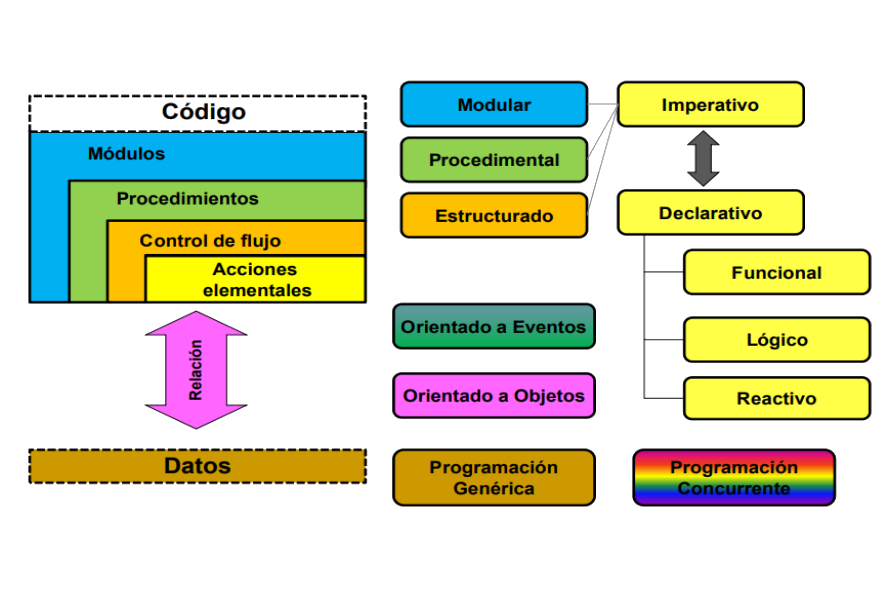 Código
Módulos
Procedimientos
Control de flujo
Acciones
elementales
Relación
Datos
Modular
Procedimental
Estructurado
Orientado a Eventos
Orientado a Objetos
Programación
Genérica
Imperativo
Declarativo
Funcional
Lógico
Reactivo
Programación
Concurrente